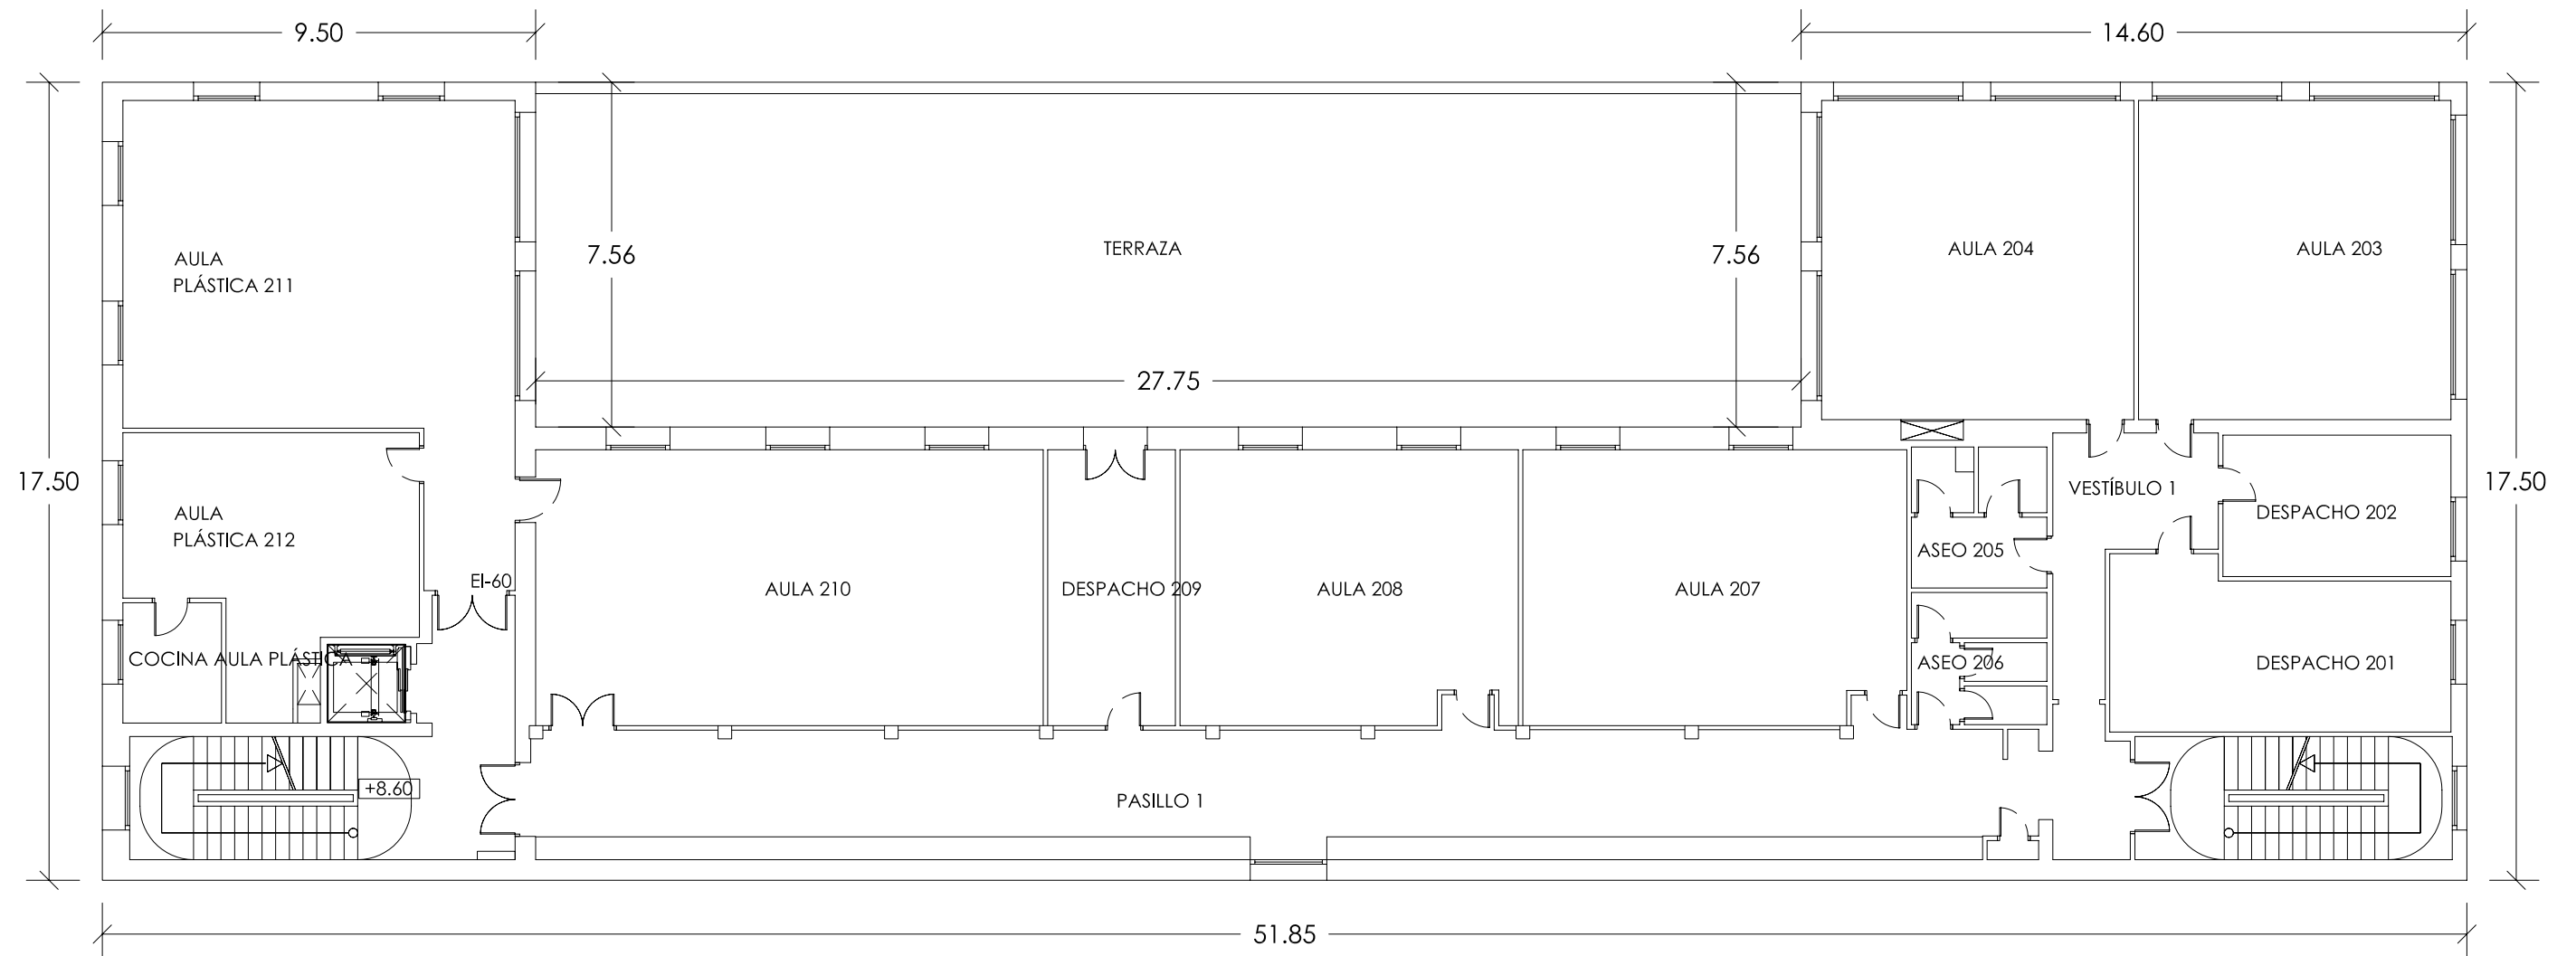 9.50
14.60
7.56
TERRAZA
7.56
AULA 204
AULA 203
AULA
PLÁSTICA 211
27.75
17.50
17.50
VESTÍBULO 1
AULA
PLÁSTICA 212
DESPACHO 202
ASEO 205
EI-60
AULA 210
DESPACHO 209
AULA 208
AULA 207
COCINA AULA PLÁSTICA
ASEO 206
DESPACHO 201
+8.60
PASILLO 1
51.85